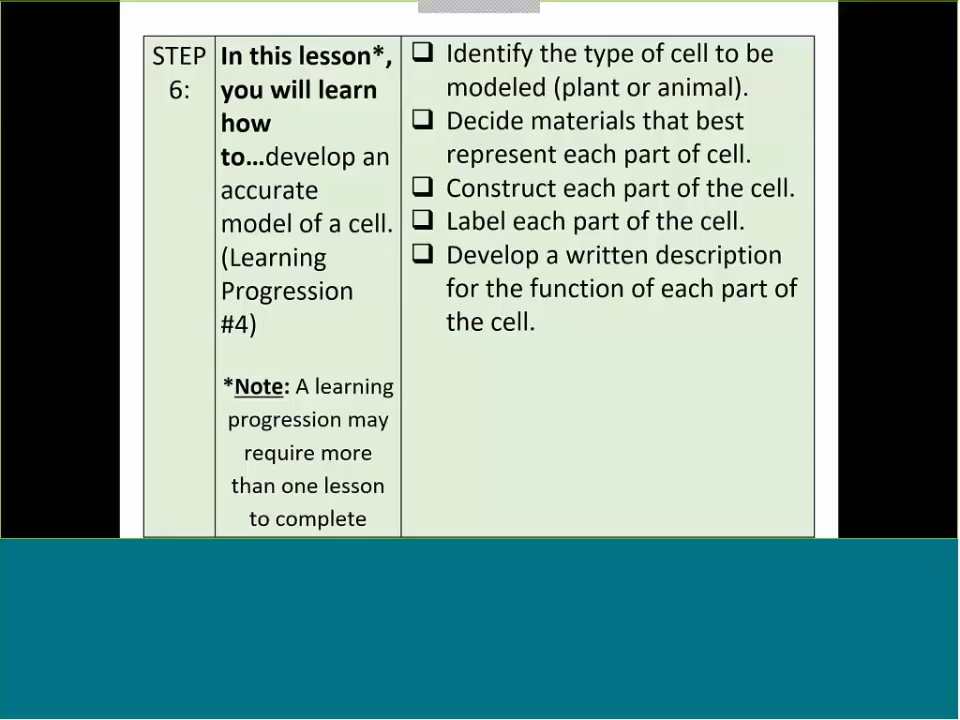 STEP
6:
In this lesson*,
you will learn
how
to…develop an
accurate
model of a cell.
(Learning
Progression
#4)
*Note: A learning
progression may
require more
than one lesson
to complete
❑ Identify the type of cell to be
modeled (plant or animal).
❑ Decide materials that best
represent each part of cell.
❑ Construct each part of the cell.
❑ Label each part of the cell.
❑ Develop a written description
for the function of each part of
the cell.